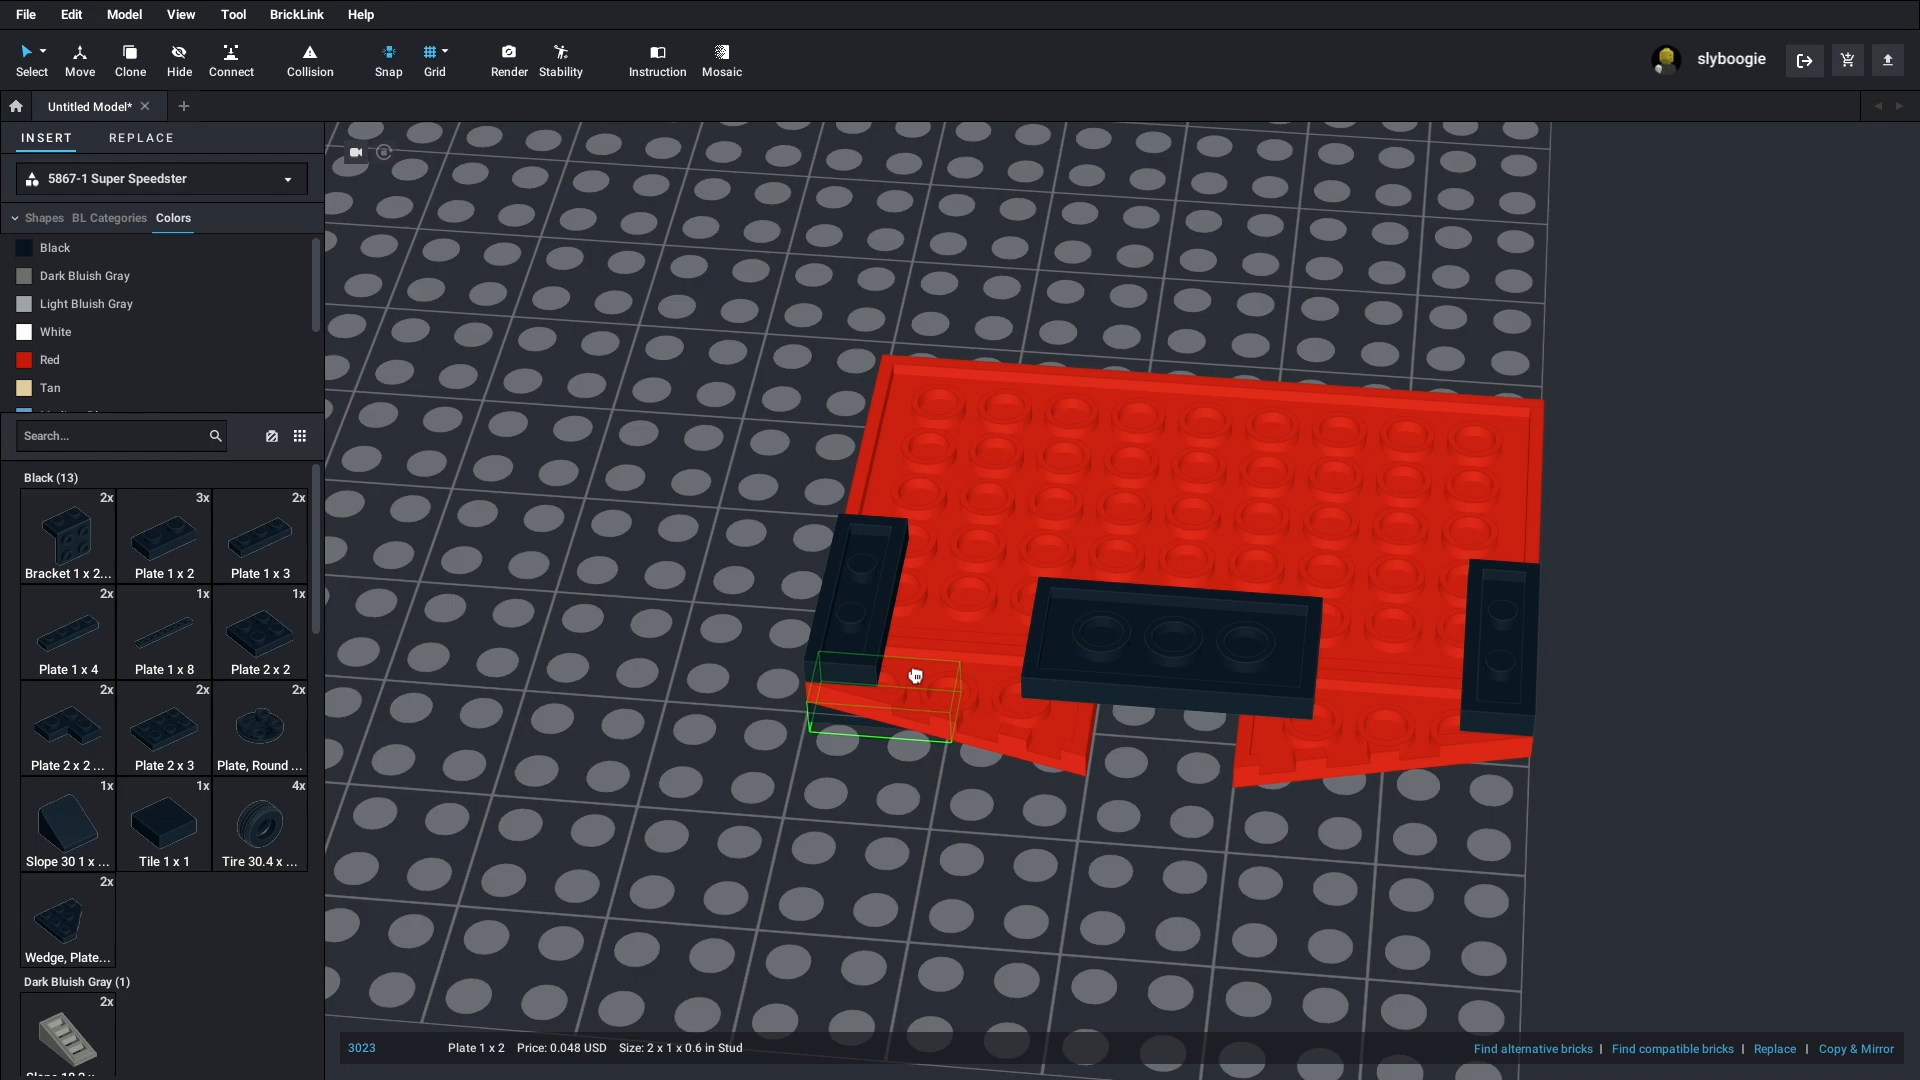 File Edit Model View Tool BrickLink Help
Select Move Clone Hide Connect Collision Snap Grid Render Stability Instruction Mosaic
slyboogie
Untitled Model*
INSERT REPLACE
5867-1 Super Speedster
Shapes BL Categories Colors
Black
Dark Bluish Gray
Light Bluish Gray
White
Red
Tan
Search...
Black (13)
2x 3x 2x
Bracket 1 x 2... Plate 1 x 2 Plate 1 x 3
2x 1x 1x
Plate 1 x 4 Plate 1 x 8 Plate 2 x 2
2x 2x 2x
Plate 2 x 2 ... Plate 2 x 3 Plate, Round ...
1x 1x 4x
Slope 30 1 x ... Tile 1 x 1 Tire 30.4 x ...
2x
Wedge, Plate...
Dark Bluish Gray (1)
2x
3023 Plate 1 x 2 Price: 0.048 USD Size: 2 x 1 x 0.6 in Stud
Find alternative bricks | Find compatible bricks | Replace | Copy & Mirror